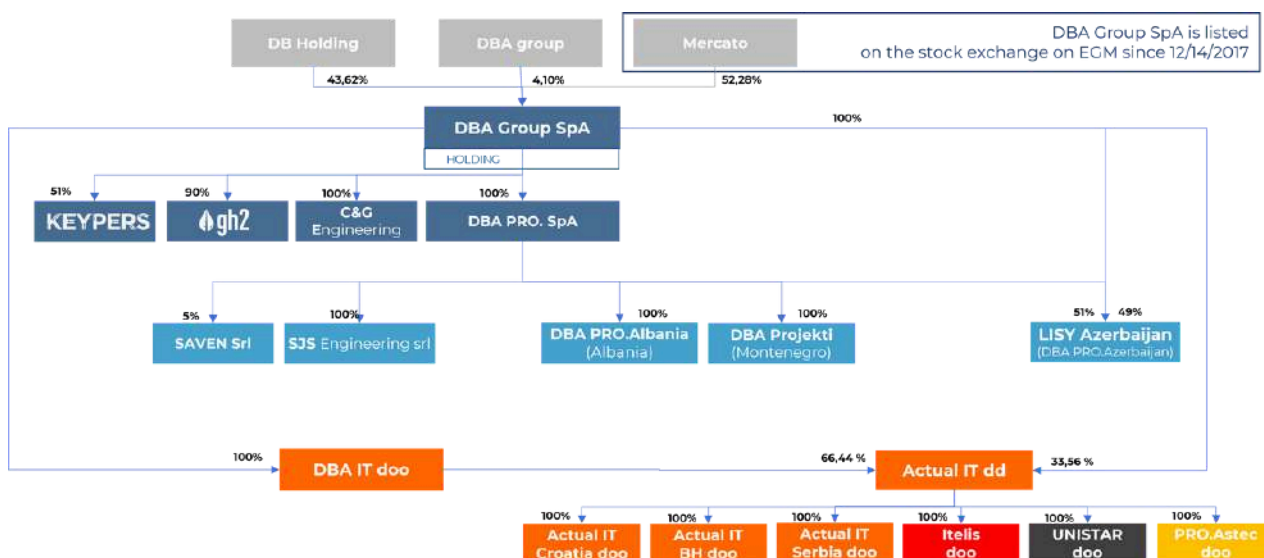 DB Holding
DBA group
Mercato
DBA Group SpA is listed
on the stock exchange on EGM since 12/14/2017
43,62%
4,10%
52,28%
DBA Group SpA
100%
HOLDING
51%
90%
100%
100%
KEYPERS
gh2
C&G
Engineering
DBA PRO. SpA
5%
100%
100%
100%
51%
49%
SAVEN Srl
SJS Engineering srl
DBA PRO.Albania
(Albania)
DBA Projekti
(Montenegro)
LISY Azerbaijan
(DBA PRO.Azerbaijan)
100%
DBA IT doo
66,44 %
Actual IT dd
33,56 %
100%
100%
100%
100%
100%
100%
Actual IT
Croatia doo
Actual IT
BH doo
Actual IT
Serbia doo
Itelis
doo
UNISTAR
doo
PRO.Astec
doo